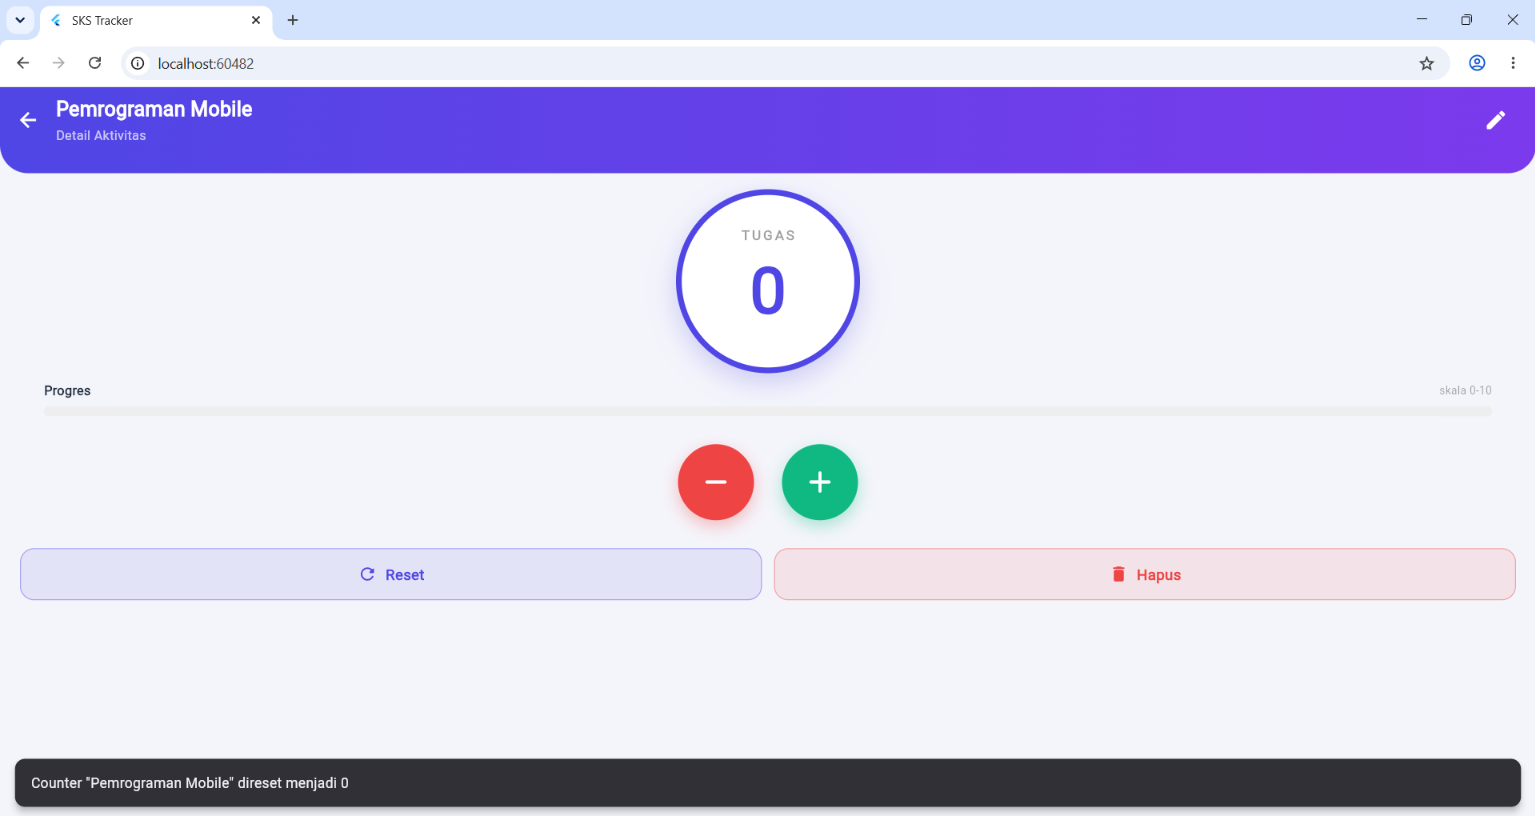 SKS Tracker
localhost:60482
Pemrograman Mobile
Detail Aktivitas
TUGAS
0
Progres
skala 0-10
Reset
Hapus
Counter "Pemrograman Mobile" direset menjadi 0